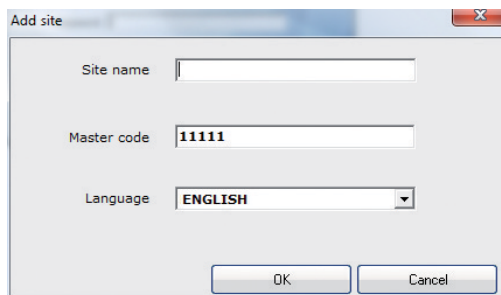 Add site
Site name
Master code 11111
Language ENGLISH
OK Cancel